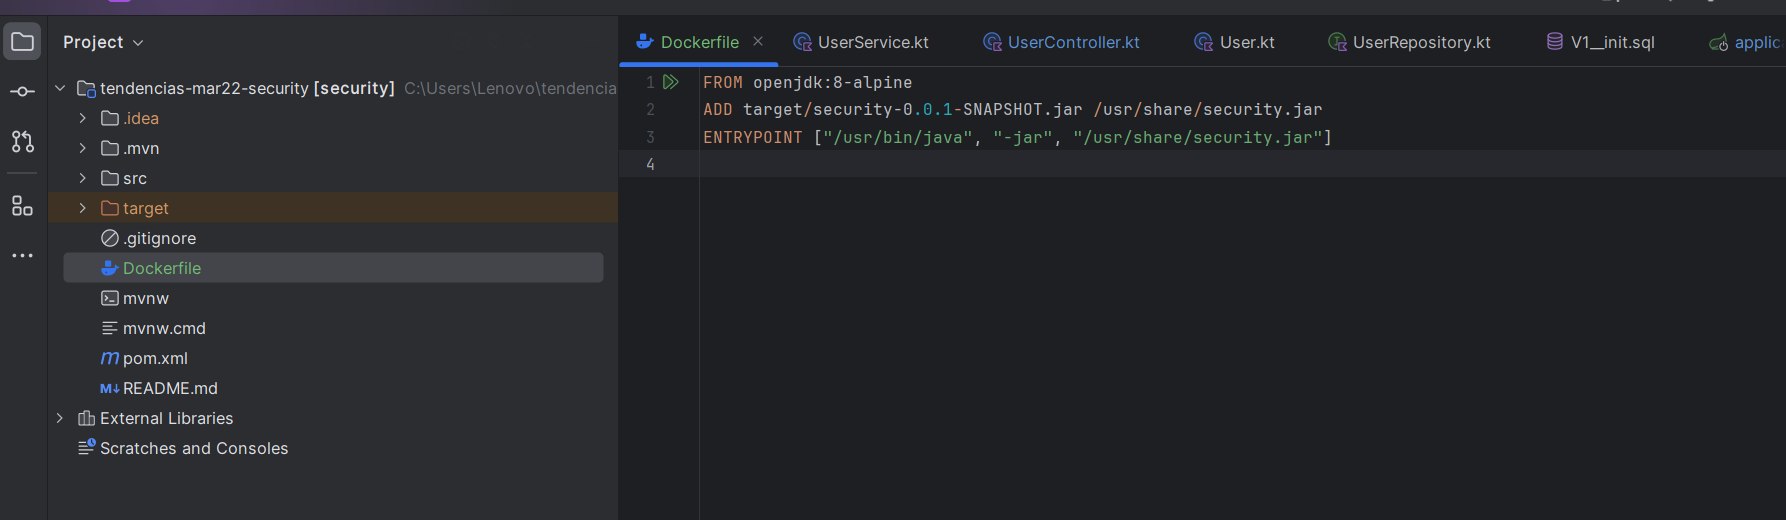 Project
Dockerfile
UserService.kt
UserController.kt
User.kt
UserRepository.kt
V1__init.sql
applic
tendencias-mar22-security [security] C:\Users\Lenovo\tendencia
.idea
.mvn
src
target
.gitignore
Dockerfile
mvnw
mvnw.cmd
pom.xml
README.md
External Libraries
Scratches and Consoles
1 FROM openjdk:8-alpine
2 ADD target/security-0.0.1-SNAPSHOT.jar /usr/share/security.jar
3 ENTRYPOINT ["/usr/bin/java", "-jar", "/usr/share/security.jar"]
4